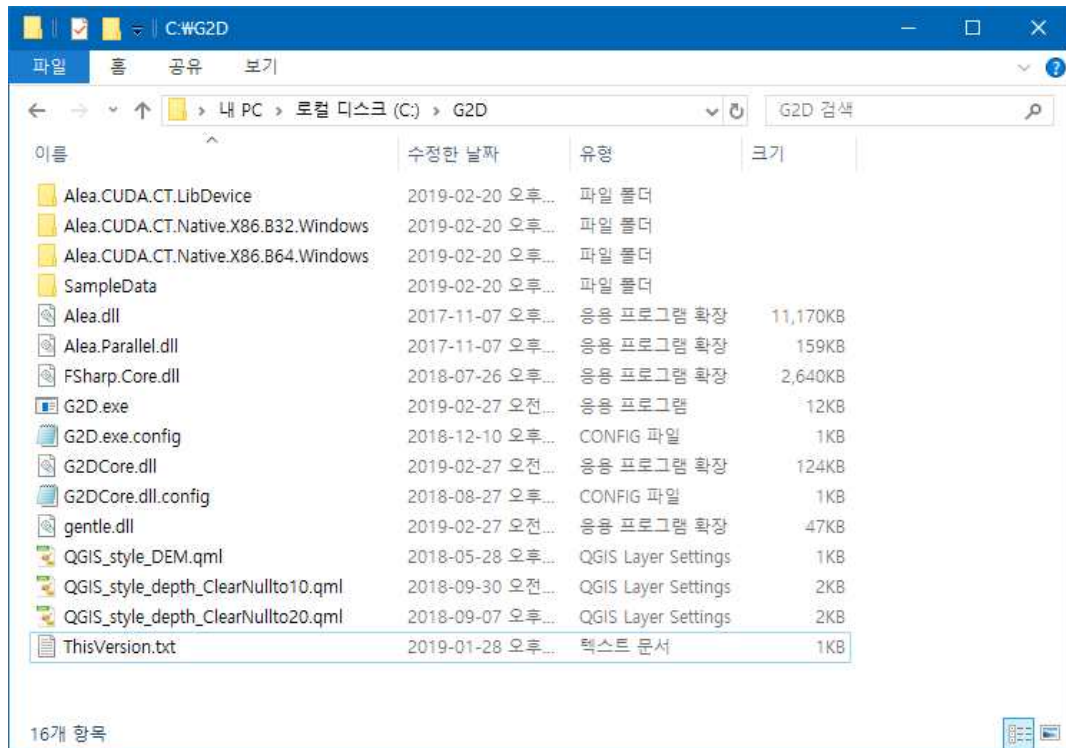 C:₩G2D
파일 홈 공유 보기
내 PC > 로컬 디스크 (C:) > G2D G2D 검색
이름 수정한 날짜 유형 크기
Alea.CUDA.CT.LibDevice 2019-02-20 오후... 파일 폴더
Alea.CUDA.CT.Native.X86.B32.Windows 2019-02-20 오후... 파일 폴더
Alea.CUDA.CT.Native.X86.B64.Windows 2019-02-20 오후... 파일 폴더
SampleData 2019-02-20 오후... 파일 폴더
Alea.dll 2017-11-07 오후... 응용 프로그램 확장 11,170KB
Alea.Parallel.dll 2017-11-07 오후... 응용 프로그램 확장 159KB
FSharp.Core.dll 2018-07-26 오후... 응용 프로그램 확장 2,640KB
G2D.exe 2019-02-27 오전... 응용 프로그램 12KB
G2D.exe.config 2018-12-10 오후... CONFIG 파일 1KB
G2DCore.dll 2019-02-27 오전... 응용 프로그램 확장 124KB
G2DCore.dll.config 2018-08-27 오후... CONFIG 파일 1KB
gentle.dll 2019-02-27 오전... 응용 프로그램 확장 47KB
QGIS_style_DEM.qml 2018-05-28 오후... QGIS Layer Settings 1KB
QGIS_style_depth_ClearNullto10.qml 2018-09-30 오전... QGIS Layer Settings 2KB
QGIS_style_depth_ClearNullto20.qml 2018-09-07 오후... QGIS Layer Settings 2KB
ThisVersion.txt 2019-01-28 오후... 텍스트 문서 1KB
16개 항목